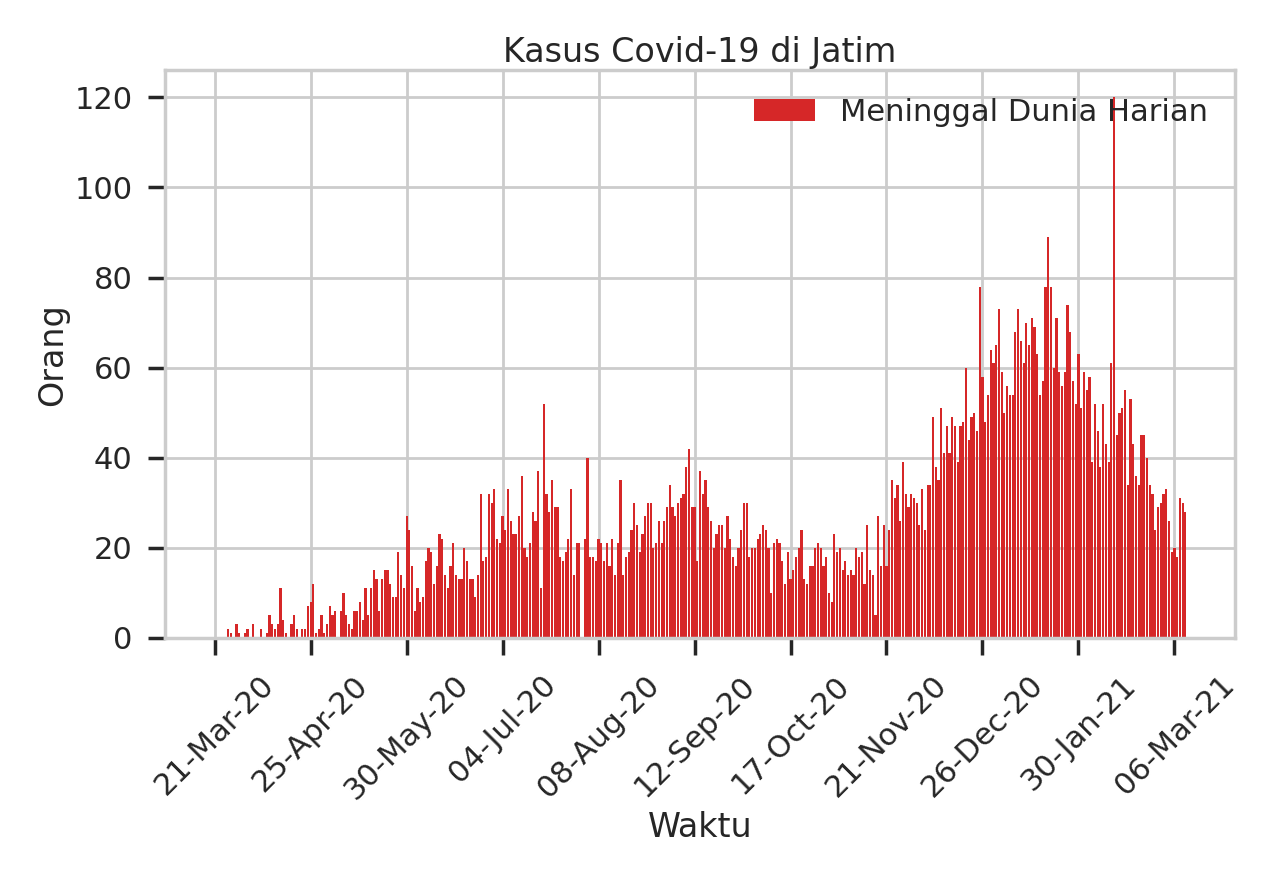 Kasus Covid-19 di Jatim
Meninggal Dunia Harian
120
100
80
60
40
20
0
Orang
21-Mar-20
25-Apr-20
30-May-20
04-Jul-20
08-Aug-20
12-Sep-20
17-Oct-20
21-Nov-20
26-Dec-20
30-Jan-21
06-Mar-21
Waktu